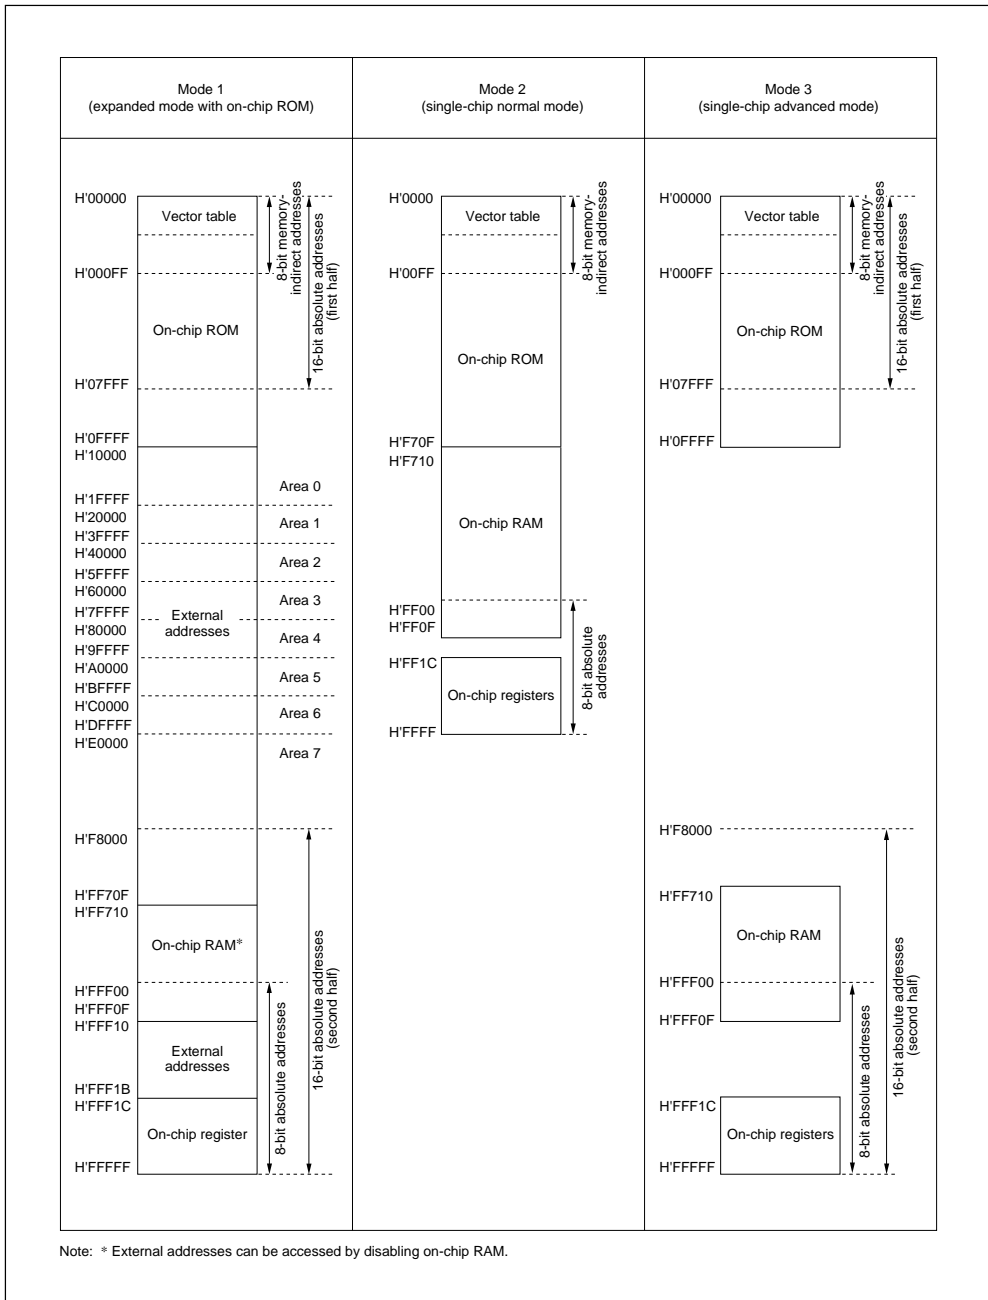 Mode 1
(expanded mode with on-chip ROM)
Mode 2
(single-chip normal mode)
Mode 3
(single-chip advanced mode)
H'00000
Vector table
H'000FF
On-chip ROM
H'07FFF
H'0FFFF
H'10000
H'1FFFF
H'20000
H'3FFFF
H'40000
H'5FFFF
H'60000
H'7FFFF
H'80000
H'9FFFF
H'A0000
H'BFFFF
H'C0000
H'DFFFF
H'E0000
External
addresses
Area 0
Area 1
Area 2
Area 3
Area 4
Area 5
Area 6
Area 7
H'F8000
H'FF70F
H'FF710
On-chip RAM*
H'FFF00
H'FFF0F
H'FFF10
External
addresses
H'FFF1B
H'FFF1C
On-chip register
H'FFFFF
8-bit memory-
indirect addresses
16-bit absolute addresses
(first half)
8-bit absolute addresses
16-bit absolute addresses
(second half)
H'0000
Vector table
H'00FF
On-chip ROM
H'F70F
H'F710
On-chip RAM
H'FF00
H'FF0F
H'FF1C
On-chip registers
H'FFFF
8-bit memory-
indirect addresses
8-bit absolute
addresses
H'00000
Vector table
H'000FF
On-chip ROM
H'07FFF
H'0FFFF
8-bit memory-
indirect addresses
16-bit absolute addresses
(first half)
H'F8000
H'FF710
On-chip RAM
H'FFF00
H'FFF0F
H'FFF1C
On-chip registers
H'FFFFF
8-bit absolute addresses
16-bit absolute addresses
(second half)
Note: * External addresses can be accessed by disabling on-chip RAM.